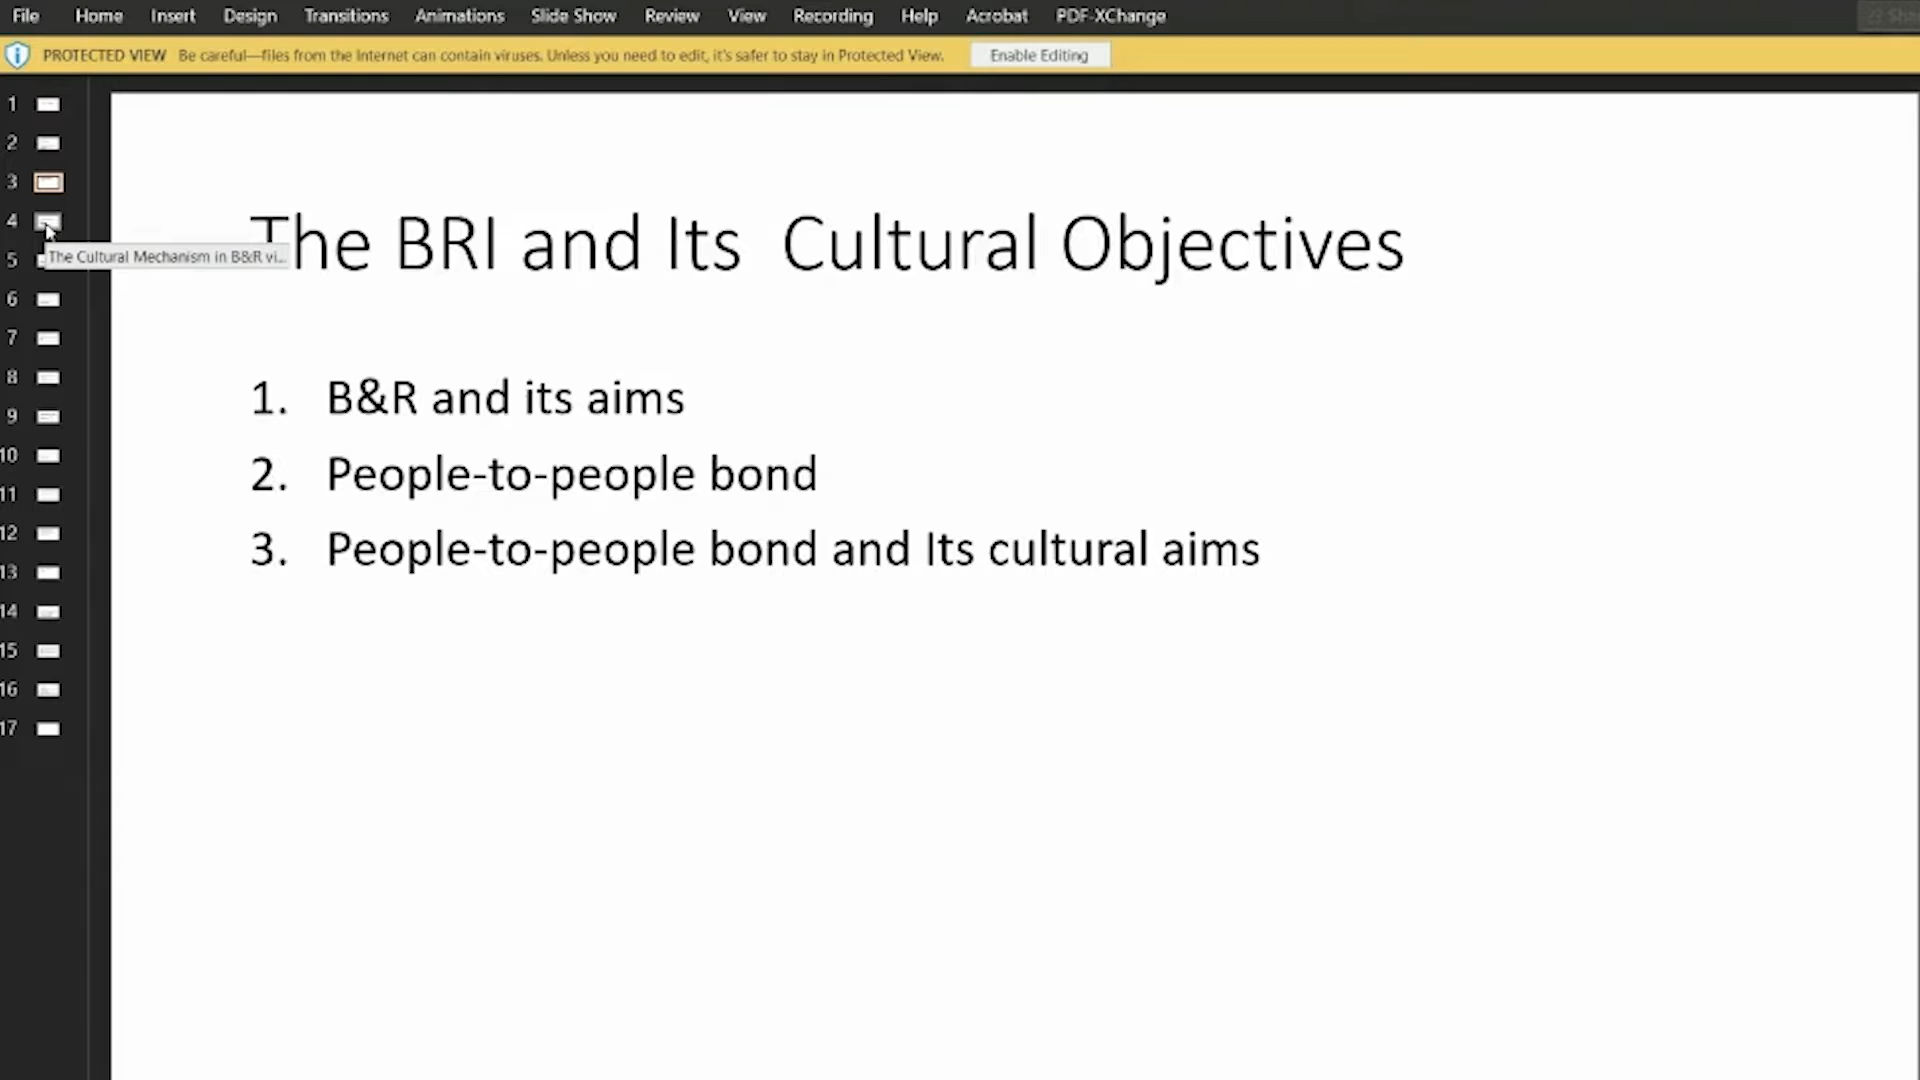 File Home Insert Design Transitions Animations Slide Show Review View Recording Help Acrobat PDF-XChange
PROTECTED VIEW Be careful—files from the Internet can contain viruses. Unless you need to edit, it's safer to stay in Protected View. Enable Editing
1
2
3
4
The Cultural Mechanism in B&R vi...
5
6
7
8
9
10
11
12
13
14
15
16
17
The BRI and Its  Cultural Objectives
1. B&R and its aims
2. People-to-people bond
3. People-to-people bond and Its cultural aims